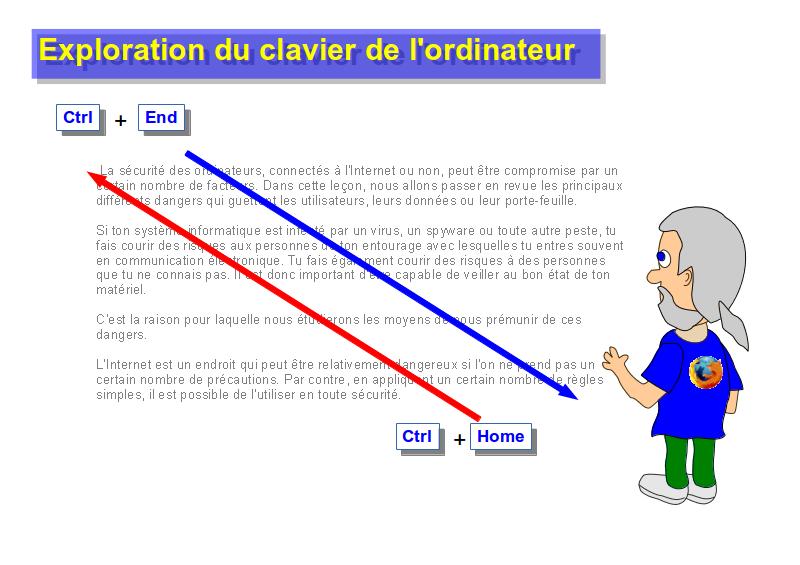 Exploration du clavier de l'ordinateur
Ctrl + End
La sécurité des ordinateurs, connectés à l'Internet ou non, peut être compromise par un
certain nombre de facteurs. Dans cette leçon, nous allons passer en revue les principaux
différents dangers qui guettent les utilisateurs, leurs données ou leur porte-feuille.
Si ton système informatique est infecté par un virus, un spyware ou toute autre peste, tu
fais courir des risques aux personnes de ton entourage avec lesquelles tu entres souvent
en communication électronique. Tu fais également courir des risques à des personnes
que tu ne connais pas. Il est donc important d'être capable de veiller au bon état de ton
matériel.
C'est la raison pour laquelle nous étudierons les moyens de nous prémunir de ces
dangers.
L'Internet est un endroit qui peut être relativement dangereux si l'on ne prend pas un
certain nombre de précautions. Par contre, en appliquant un certain nombre de règles
simples, il est possible de l'utiliser en toute sécurité.
Ctrl + Home